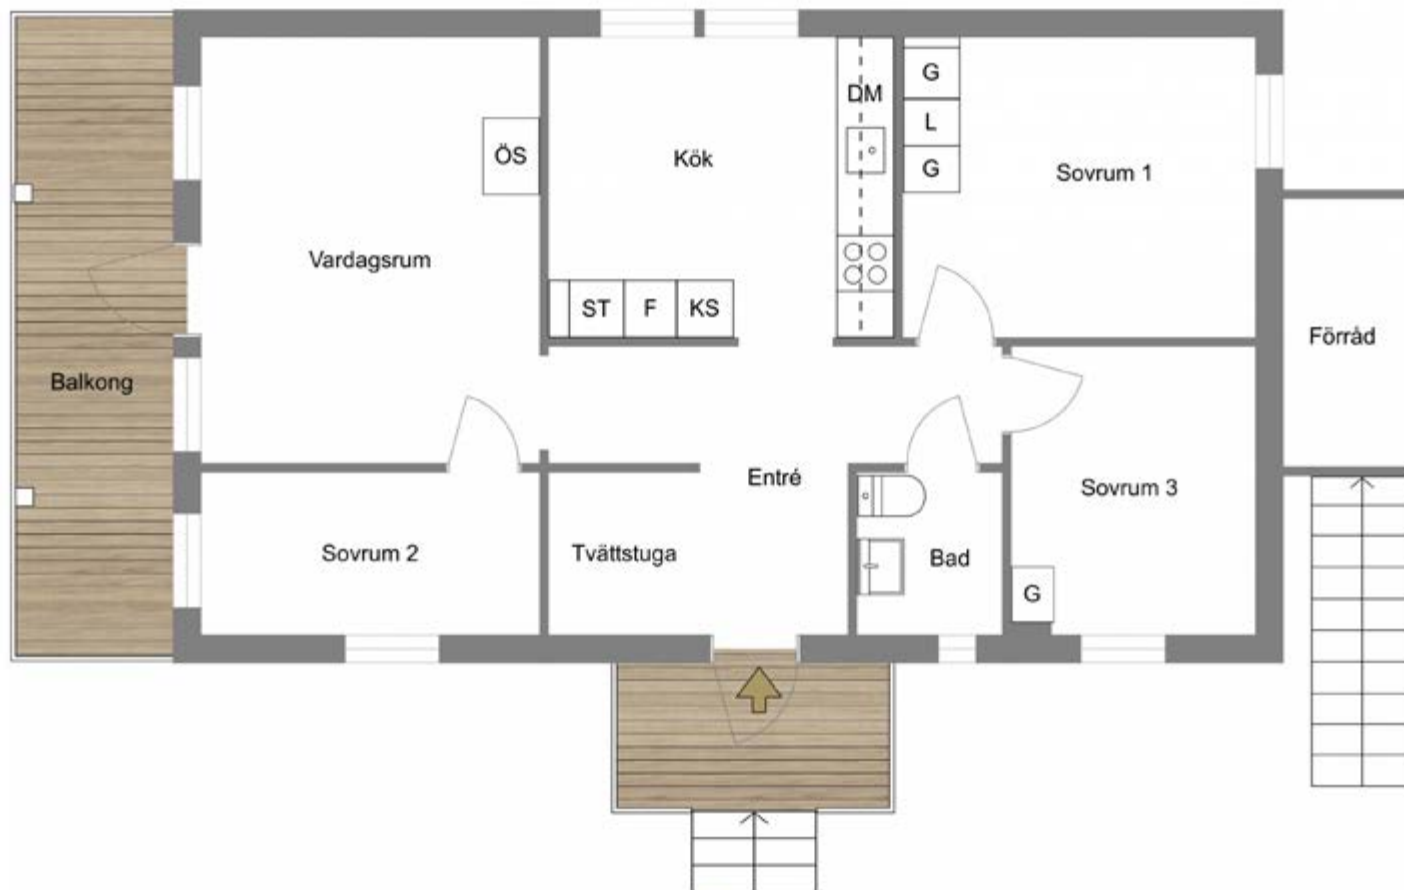 DM
G
L
G
ÖS
Kök
Sovrum 1
Vardagsrum
ST
F
KS
Förråd
Balkong
Entré
Sovrum 3
Sovrum 2
Tvättstuga
Bad
G